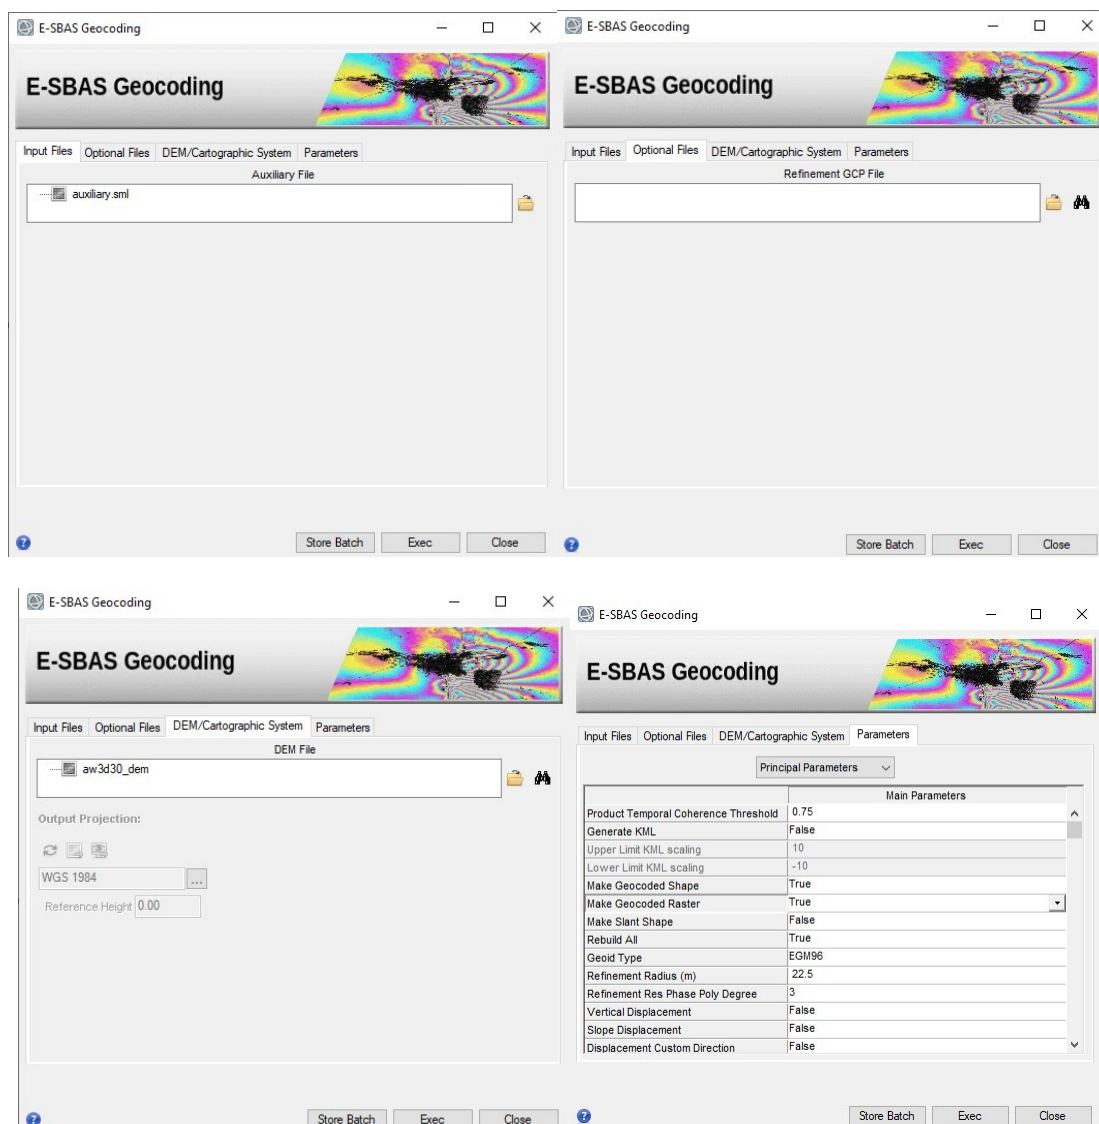 E-SBAS Geocoding
E-SBAS Geocoding
Input Files Optional Files DEM/Cartographic System Parameters
Auxiliary File
auxiliary.sml
Store Batch Exec Close
E-SBAS Geocoding
E-SBAS Geocoding
Input Files Optional Files DEM/Cartographic System Parameters
Refinement GCP File
Store Batch Exec Close
E-SBAS Geocoding
E-SBAS Geocoding
Input Files Optional Files DEM/Cartographic System Parameters
DEM File
aw3d30_dem
Output Projection:
WGS 1984 ...
Reference Height 0.00
Store Batch Exec Close
E-SBAS Geocoding
E-SBAS Geocoding
Input Files Optional Files DEM/Cartographic System Parameters
Principal Parameters
Main Parameters
Product Temporal Coherence Threshold 0.75
Generate KML False
Upper Limit KML scaling 10
Lower Limit KML scaling -10
Make Geocoded Shape True
Make Geocoded Raster True
Make Slant Shape False
Rebuild All True
Geoid Type EGM96
Refinement Radius (m) 22.5
Refinement Res Phase Poly Degree 3
Vertical Displacement False
Slope Displacement False
Displacement Custom Direction False
Store Batch Exec Close